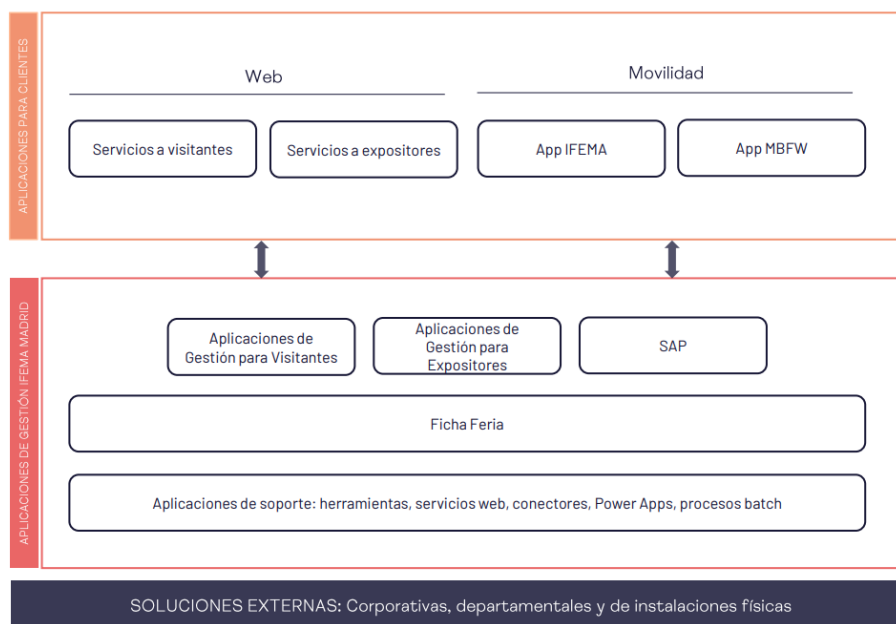 APLICACIONES PARA CLIENTES
Web
Movilidad
Servicios a visitantes
Servicios a expositores
App IFEMA
App MBFW
APLICACIONES DE GESTIÓN IFEMA MADRID
Aplicaciones de
Gestión para Visitantes
Aplicaciones de
Gestión para
Expositores
SAP
Ficha Feria
Aplicaciones de soporte: herramientas, servicios web, conectores, Power Apps, procesos batch
SOLUCIONES EXTERNAS: Corporativas, departamentales y de instalaciones físicas